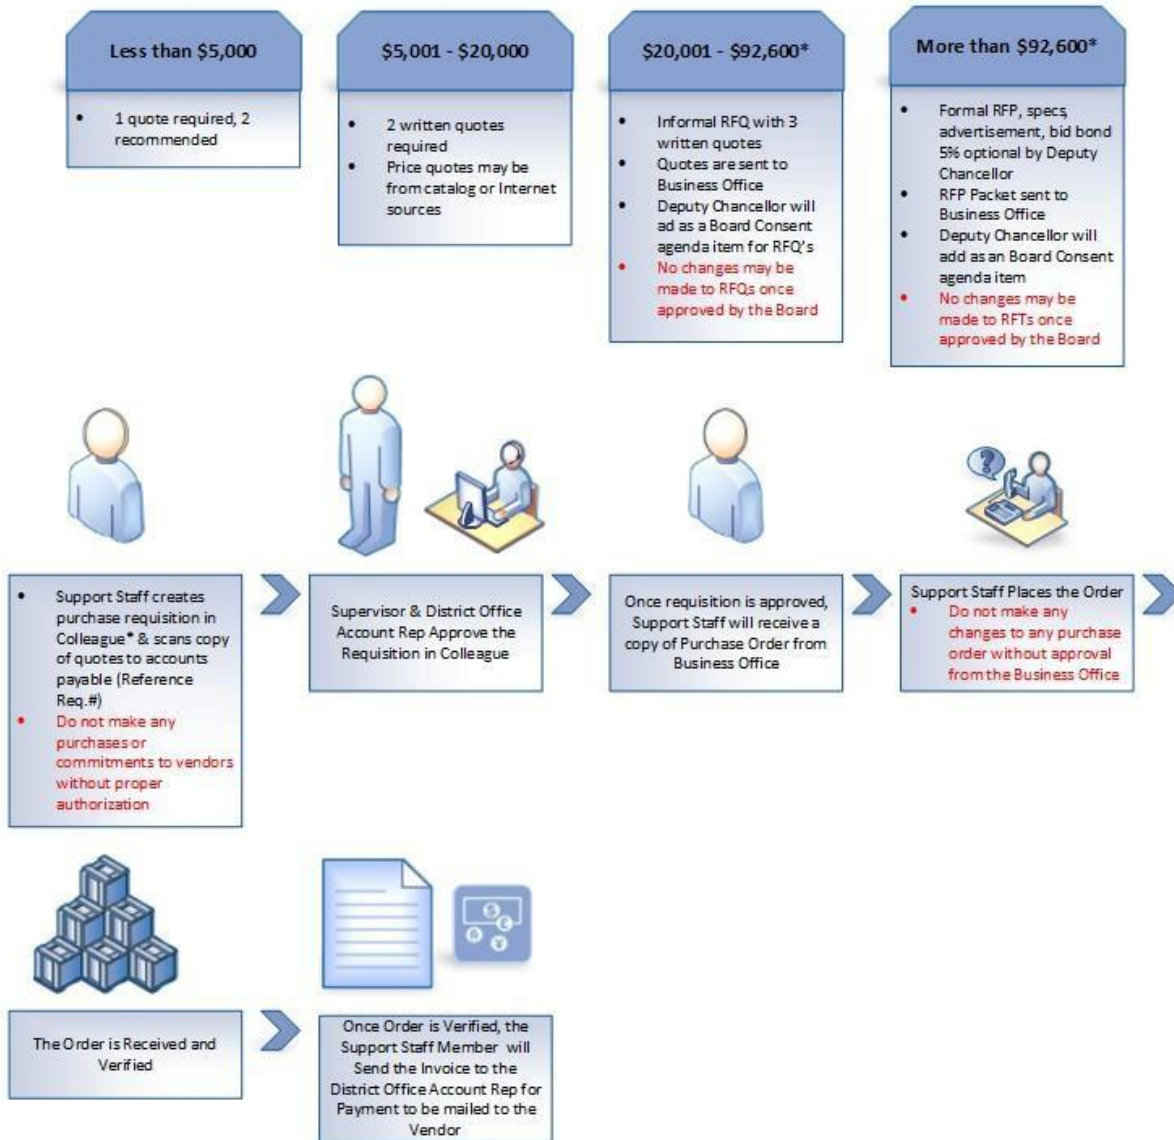 Less than $5,000
• 1 quote required, 2
recommended
$5,001 - $20,000
• 2 written quotes
required
• Price quotes may be
from catalog or Internet
sources
$20,001 - $92,600*
• Informal RFQ with 3
written quotes
• Quotes are sent to
Business Office
• Deputy Chancellor will
ad as a Board Consent
agenda item for RFQ's
• No changes may be
made to RFQs once
approved by the Board
More than $92,600*
• Formal RFP, specs,
advertisement, bid bond
5% optional by Deputy
Chancellor
• RFP Packet sent to
Business Office
• Deputy Chancellor will
add as an Board Consent
agenda item
• No changes may be
made to RFTs once
approved by the Board
• Support Staff creates
purchase requisition in
Colleague* & scans copy
of quotes to accounts
payable (Reference
Req.#)
• Do not make any
purchases or
commitments to vendors
without proper
authorization
Supervisor & District Office
Account Rep Approve the
Requisition in Colleague
Once requisition is approved,
Support Staff will receive a
copy of Purchase Order from
Business Office
?
Support Staff Places the Order
• Do not make any
changes to any purchase
order without approval
from the Business Office
The Order is Received and
Verified
Once Order is Verified, the
Support Staff Member will
Send the Invoice to the
District Office Account Rep for
Payment to be mailed to the
Vendor